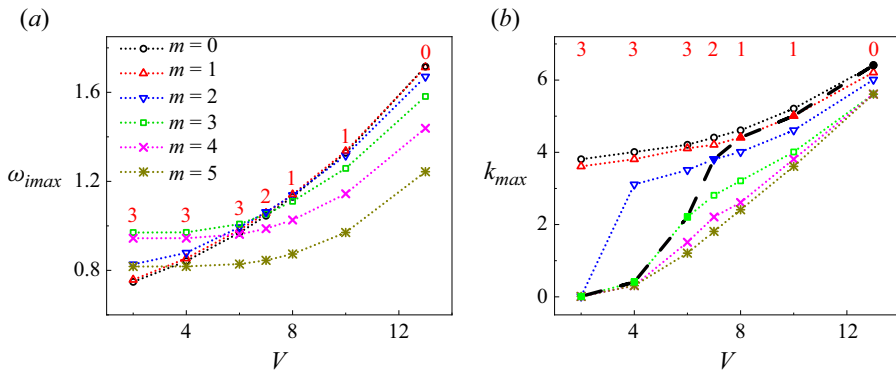 (a)
m = 0
m = 1
m = 2
m = 3
m = 4
m = 5
3 3 3 2 1 1 0
ω_imax
1.6
1.2
0.8
4 8 12
V
(b)
3 3 3 2 1 1 0
k_max
6
4
2
0
4 8 12
V